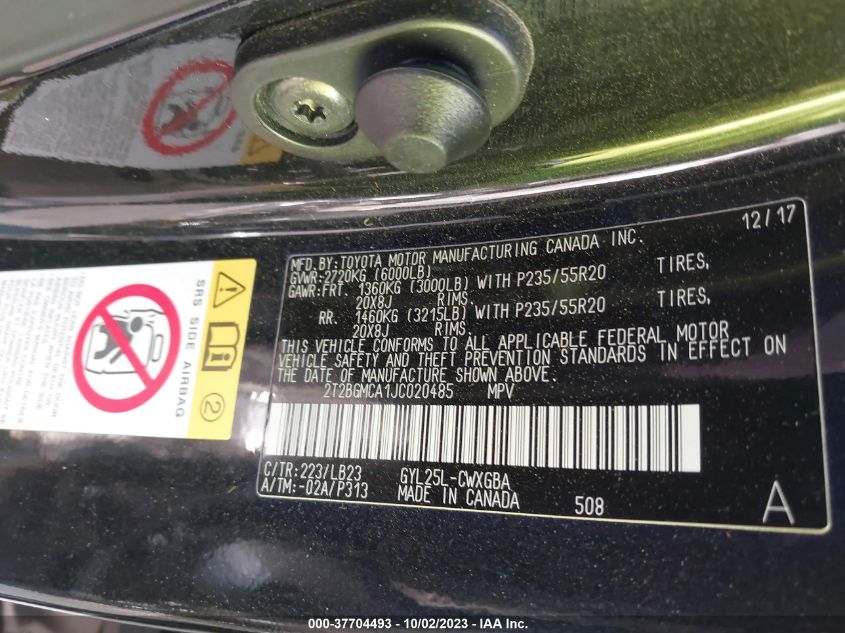 12/17
MFD.BY:TOYOTA MOTOR MANUFACTURING CANADA INC.
GVWR:2720KG (6000LB)
GAWR:FRT. 1360KG (3000LB) WITH P235/55R20 TIRES,
20X8J RIMS.
RR. 1460KG (3215LB) WITH P235/55R20 TIRES,
20X8J RIMS.
THIS VEHICLE CONFORMS TO ALL APPLICABLE FEDERAL MOTOR
VEHICLE SAFETY AND THEFT PREVENTION STANDARDS IN EFFECT ON
THE DATE OF MANUFACTURE SHOWN ABOVE.
2T2BGMCA1JC020485 MPV
C/TR:223/LB23 GYL25L-CWXGBA
A/TM:-02A/P313 MADE IN CANADA 508 A
SRS SIDE AIRBAG
2
000-37704493 - 10/02/2023 - IAAI.com